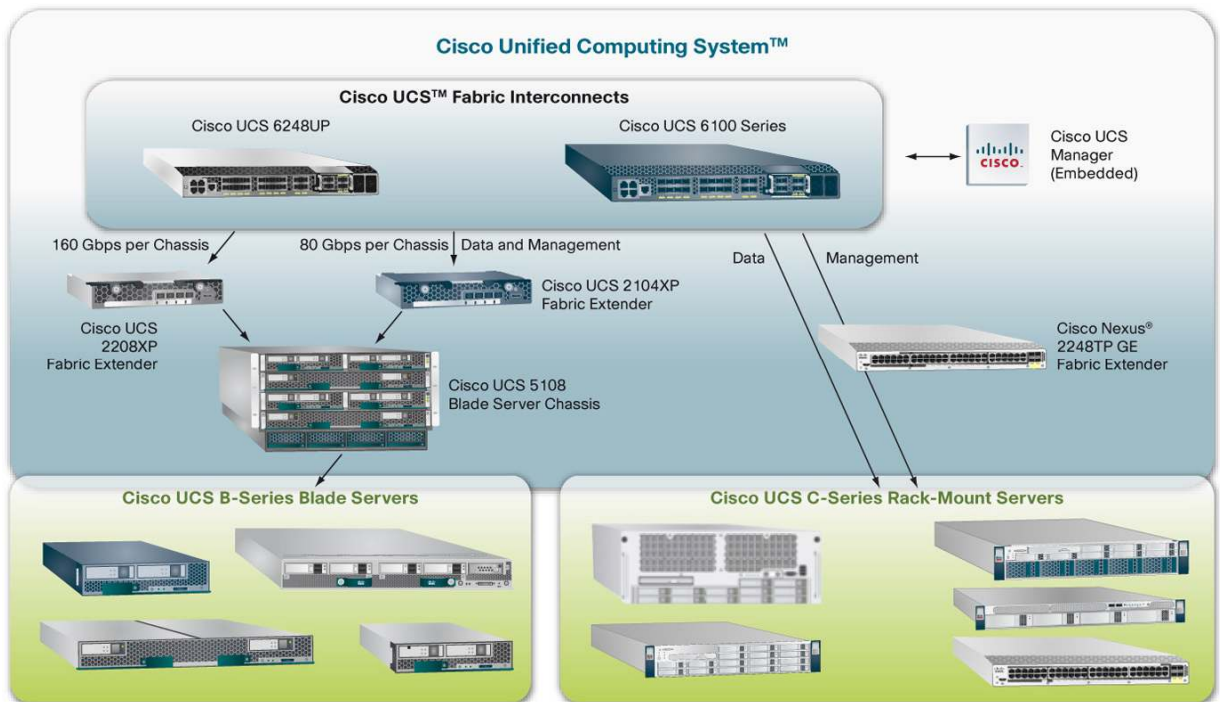 Cisco Unified Computing System™
Cisco UCS™ Fabric Interconnects
Cisco UCS 6248UP
Cisco UCS 6100 Series
CISCO
Cisco UCS
Manager
(Embedded)
160 Gbps per Chassis
80 Gbps per Chassis
Data and Management
Data
Management
Cisco UCS
2208XP
Fabric Extender
Cisco UCS 2104XP
Fabric Extender
Cisco Nexus®
2248TP GE
Fabric Extender
Cisco UCS 5108
Blade Server Chassis
Cisco UCS B-Series Blade Servers
Cisco UCS C-Series Rack-Mount Servers